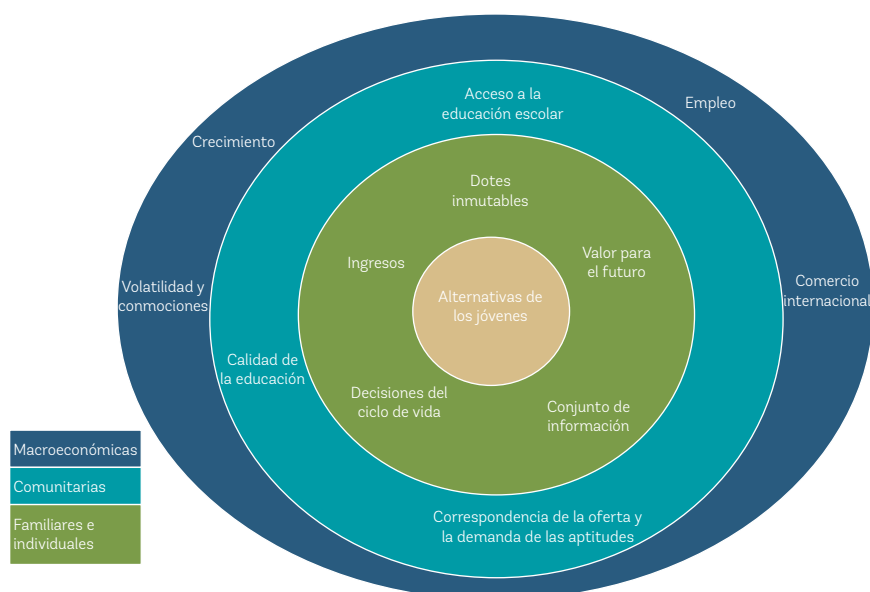 Acceso a la
educación escolar
Empleo
Crecimiento
Dotes
inmutables
Ingresos
Valor para
el futuro
Volatilidad y
conmociones
Alternativas de
los jóvenes
Comercio
internacional
Calidad de
la educación
Decisiones del
ciclo de vida
Conjunto de
información
Macroeconómicas
Comunitarias
Familiares e
individuales
Correspondencia de la oferta y
la demanda de las aptitudes